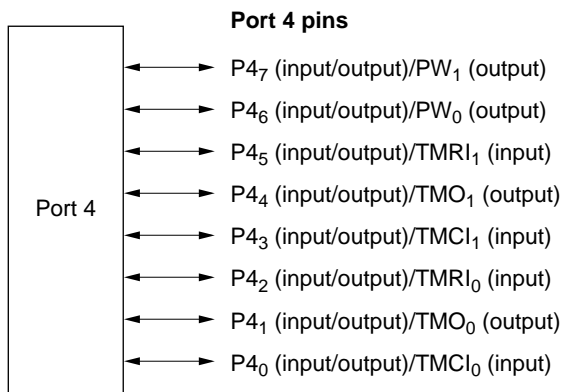 Port 4 pins
P4₇ (input/output)/PW₁ (output)
P4₆ (input/output)/PW₀ (output)
P4₅ (input/output)/TMRI₁ (input)
Port 4
P4₄ (input/output)/TMO₁ (output)
P4₃ (input/output)/TMCI₁ (input)
P4₂ (input/output)/TMRI₀ (input)
P4₁ (input/output)/TMO₀ (output)
P4₀ (input/output)/TMCI₀ (input)